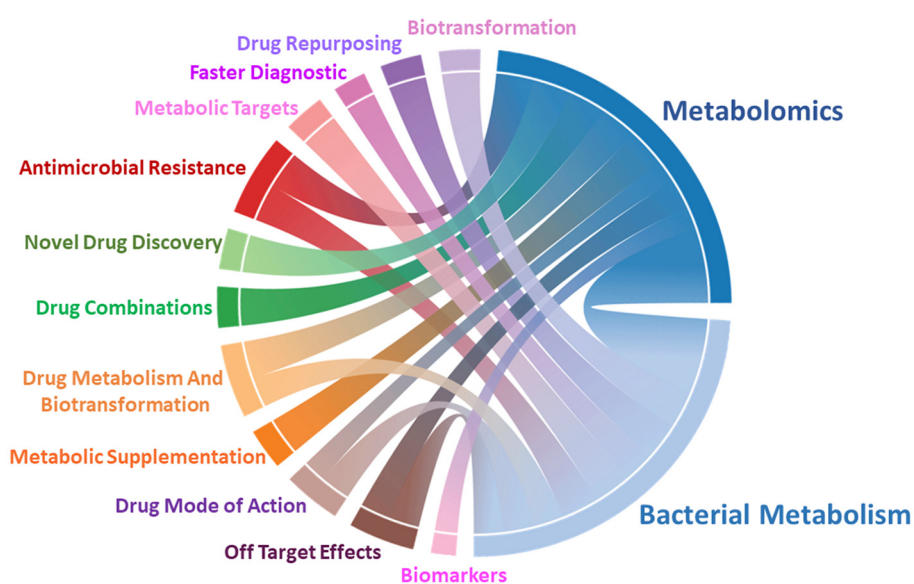 Biotransformation
Drug Repurposing
Faster Diagnostic
Metabolic Targets
Metabolomics
Antimicrobial Resistance
Novel Drug Discovery
Drug Combinations
Drug Metabolism And
Biotransformation
Metabolic Supplementation
Drug Mode of Action
Bacterial Metabolism
Off Target Effects
Biomarkers